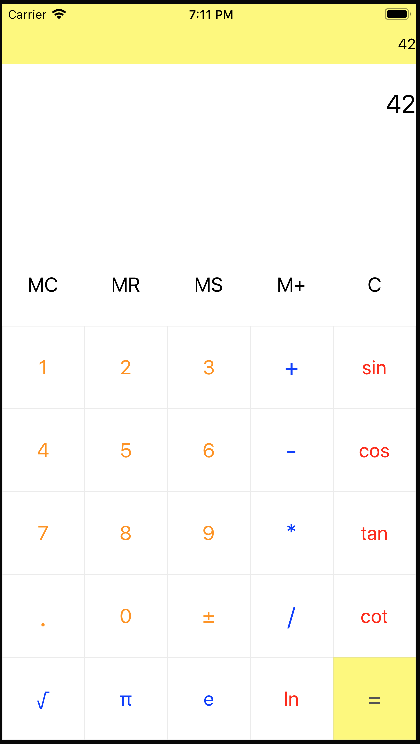 Carrier 7:11 PM
42
42
MC MR MS M+ C
1 2 3 + sin
4 5 6 - cos
7 8 9 * tan
. 0 ± / cot
√ π e ln =